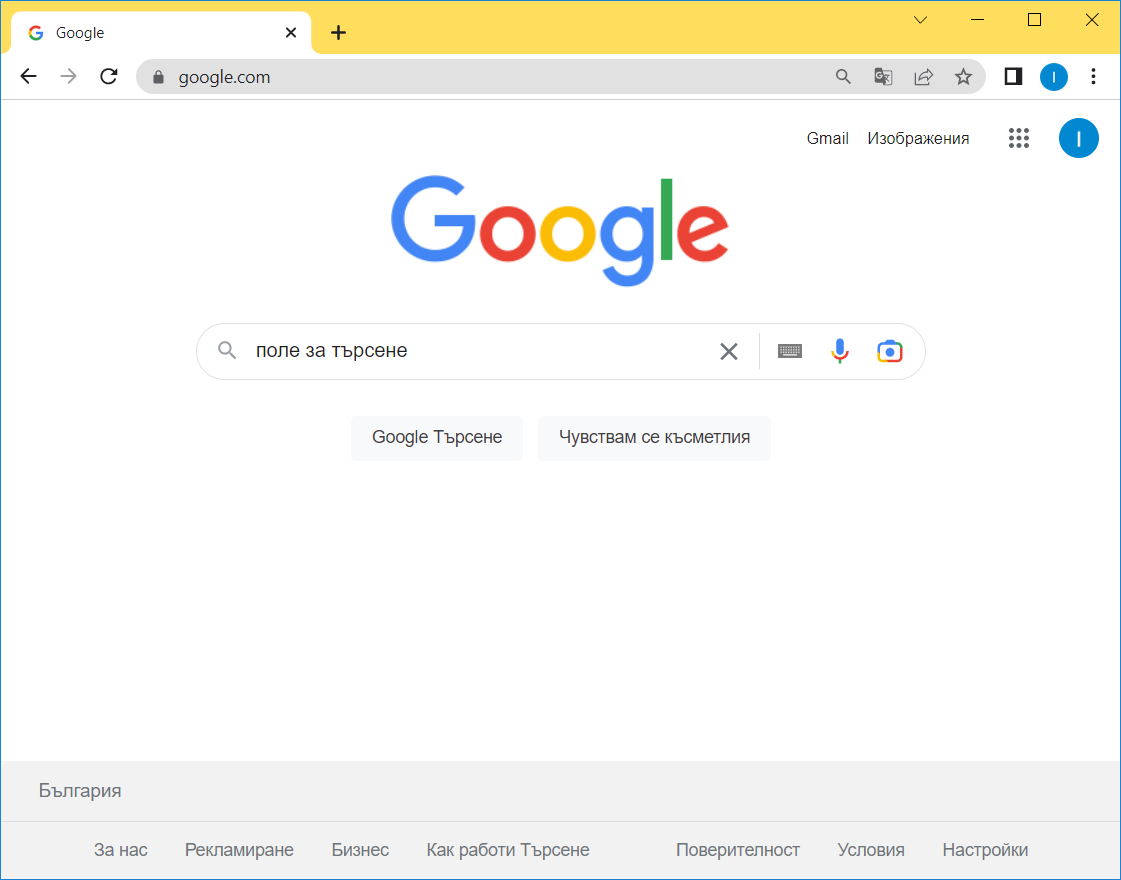 Google
google.com
I
Gmail Изображения
I
Google
поле за търсене
Google Търсене
Чувствам се късметлия
България
За нас Рекламиране Бизнес Как работи Търсене Поверителност Условия Настройки